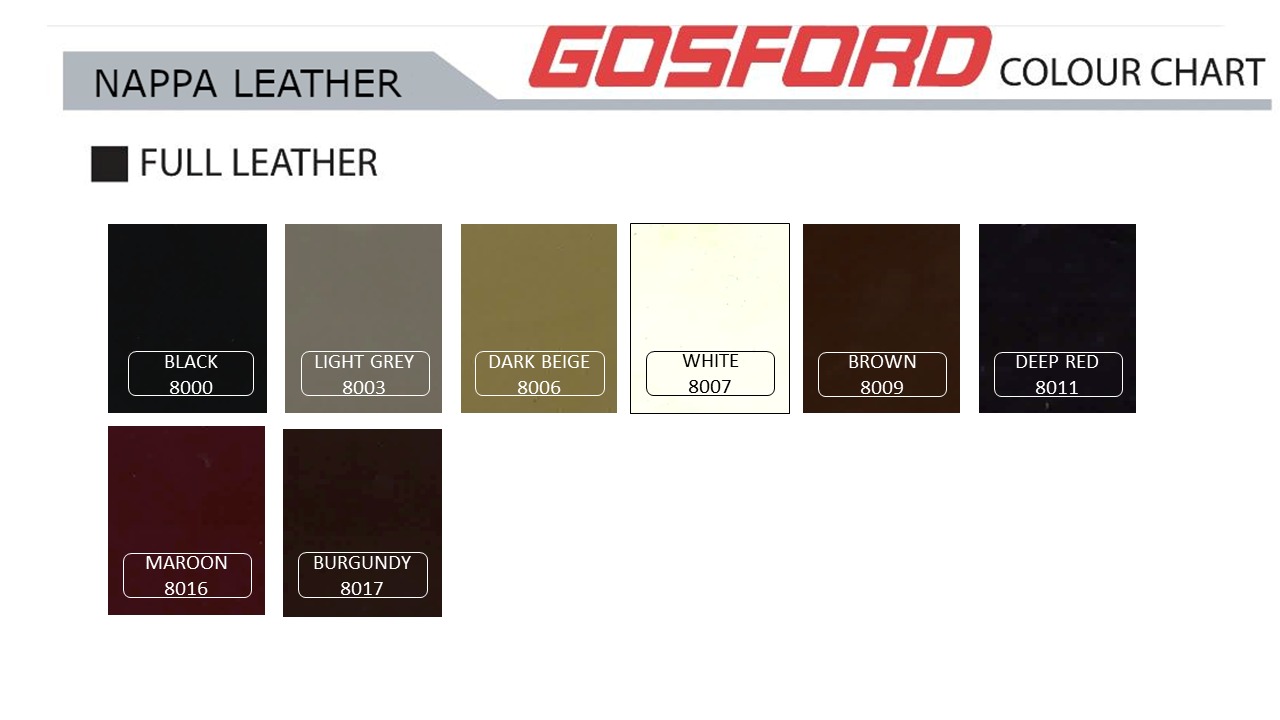 GOSFORD COLOUR CHART
NAPPA LEATHER
FULL LEATHER
BLACK
8000
LIGHT GREY
8003
DARK BEIGE
8006
WHITE
8007
BROWN
8009
DEEP RED
8011
MAROON
8016
BURGUNDY
8017